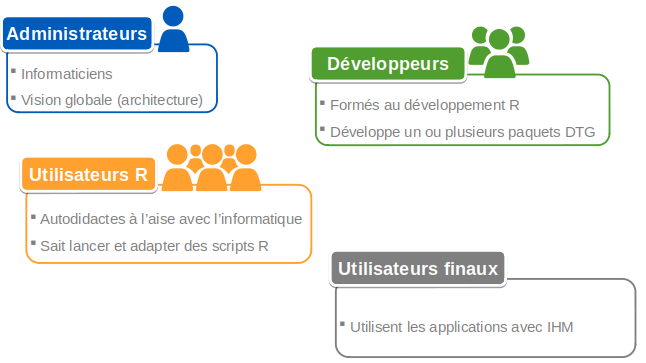 Administrateurs
Informaticiens
Vision globale (architecture)
Développeurs
Formés au développement R
Développe un ou plusieurs paquets DTG
Utilisateurs R
Autodidactes à l’aise avec l’informatique
Sait lancer et adapter des scripts R
Utilisateurs finaux
Utilisent les applications avec IHM